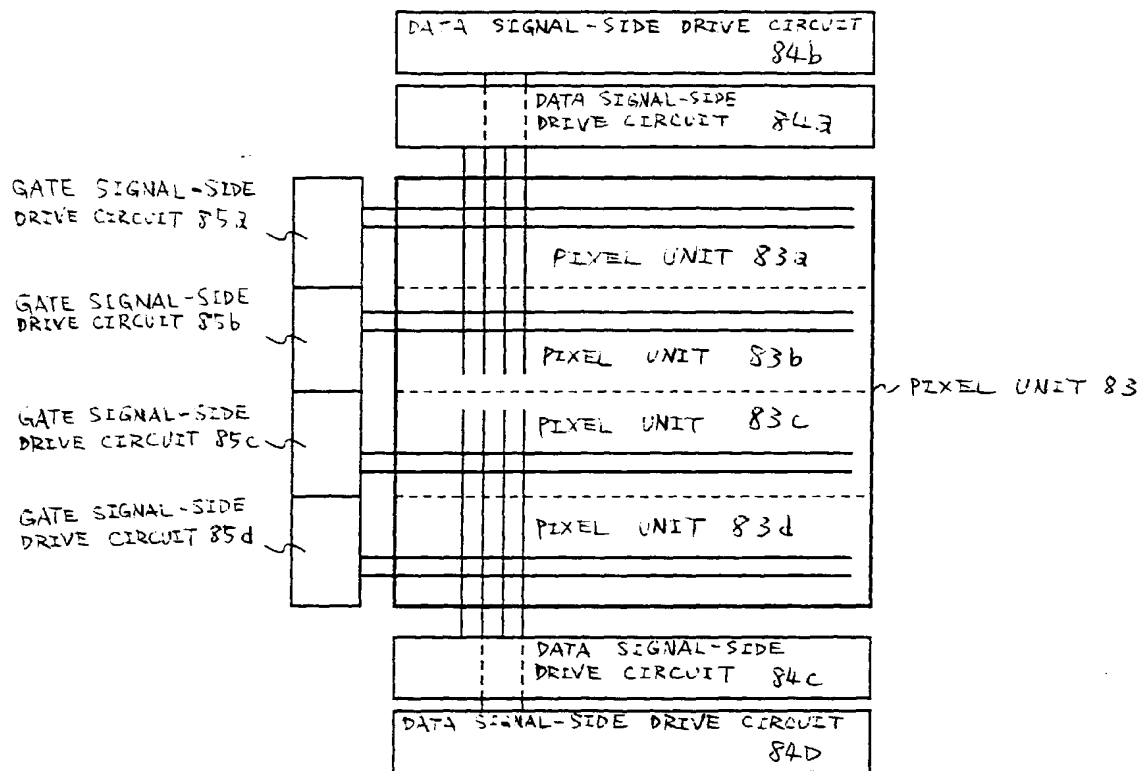 DATA SIGNAL-SIDE DRIVE CIRCUIT
84b
DATA SIGNAL-SIDE
DRIVE CIRCUIT 84a
GATE SIGNAL-SIDE
DRIVE CIRCUIT 85a
PIXEL UNIT 83a
GATE SIGNAL-SIDE
DRIVE CIRCUIT 85b
PIXEL UNIT 83b
PIXEL UNIT 83
GATE SIGNAL-SIDE
DRIVE CIRCUIT 85c
PIXEL UNIT 83c
GATE SIGNAL-SIDE
DRIVE CIRCUIT 85d
PIXEL UNIT 83d
DATA SIGNAL-SIDE
DRIVE CIRCUIT 84c
DATA SIGNAL-SIDE DRIVE CIRCUIT
84D